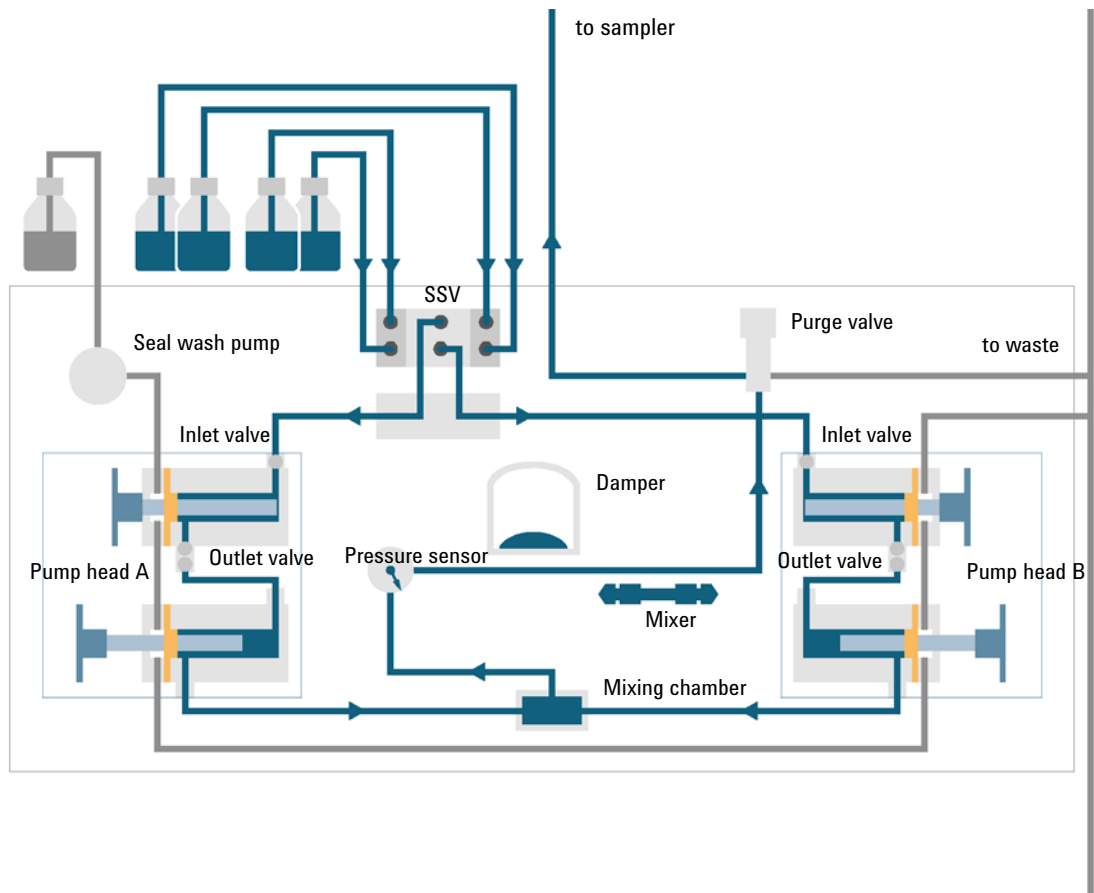 to sampler
SSV
Purge valve
Seal wash pump
to waste
Inlet valve
Inlet valve
Damper
Pressure sensor
Outlet valve
Outlet valve
Pump head A
Pump head B
Mixer
Mixing chamber